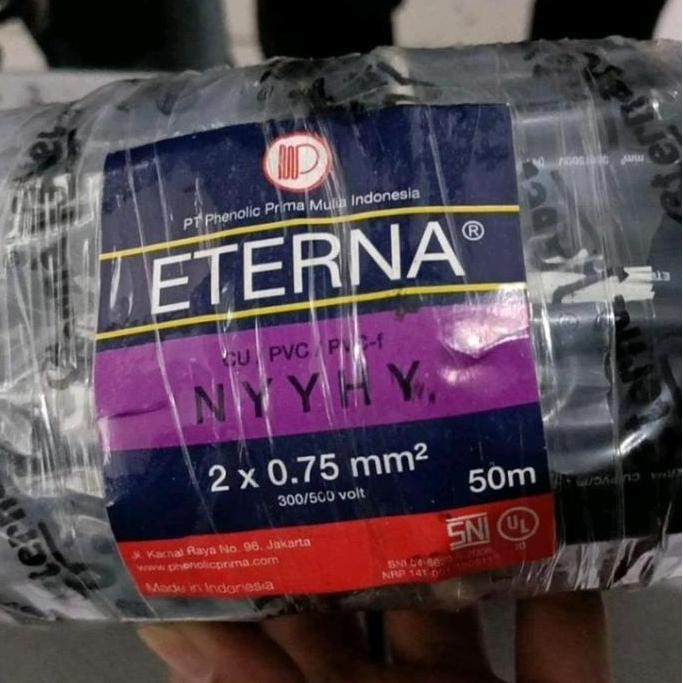 PT Phenolic Prima Mulia Indonesia
ETERNA®
CU / PVC / PVC-f
NYYHY
2 x 0.75 mm²
300/500 volt
50m
Jl. Kamal Raya No. 96, Jakarta
www.phenolicprima.com
Made in Indonesia
SNI
UL